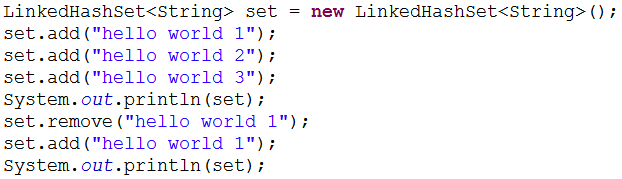 LinkedHashSet<String> set = new LinkedHashSet<String>();
set.add("hello world 1");
set.add("hello world 2");
set.add("hello world 3");
System.out.println(set);
set.remove("hello world 1");
set.add("hello world 1");
System.out.println(set);